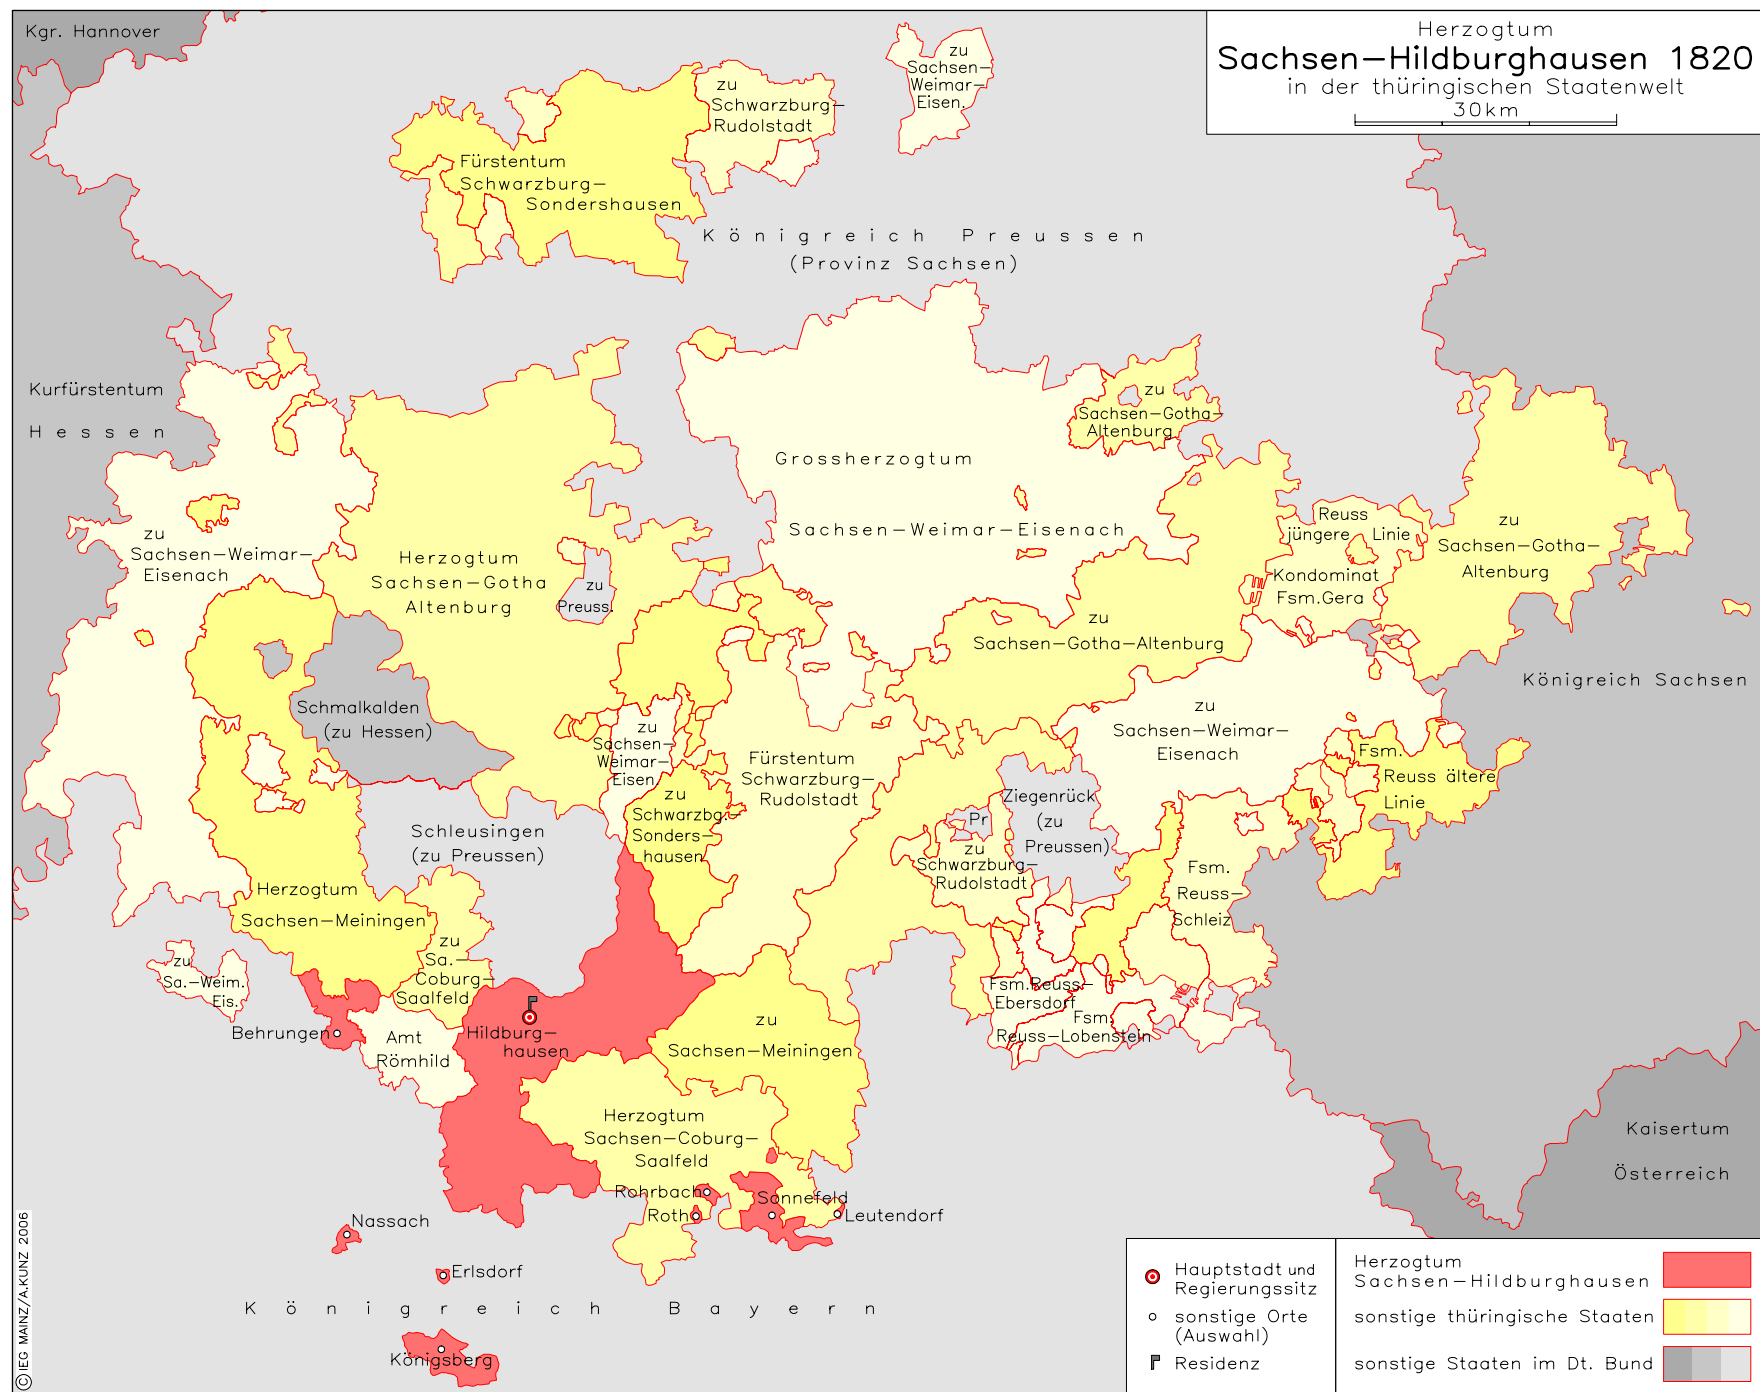 Kgr. Hannover
Herzogtum
Sachsen-Hildburghausen 1820
in der thüringischen Staatenwelt
30km
zu
Sachsen-
Weimar-
Eisen.
zu
Schwarzburg-
Rudolstadt
Fürstentum
Schwarzburg-
Sondershausen
Königreich Preussen
(Provinz Sachsen)
Kurfürstentum
Hessen
zu
Sachsen-Gotha-
Altenburg
Grossherzogtum
Sachsen-Weimar-Eisenach
zu
Sachsen-Weimar-
Eisenach
Herzogtum
Sachsen-Gotha
Altenburg
zu
Preuss.
Reuss
jüngere Linie
Kondominat
Fsm.Gera
zu
Sachsen-Gotha-
Altenburg
zu
Sachsen-Gotha-Altenburg
Königreich Sachsen
Schmalkalden
(zu Hessen)
zu
Sachsen-
Weimar-
Eisen.
zu
Sachsen-Weimar-
Eisenach
Fürstentum
Schwarzburg-
Rudolstadt
Fsm.
Reuss ältere
Linie
zu
Schwarzbg.-
Sonders-
hausen
Ziegenrück
(zu
Preussen)
Pr
zu
Schwarzburg-
Rudolstadt
Schleusingen
(zu Preussen)
Fsm.
Reuss-
Schleiz
Herzogtum
Sachsen-Meiningen
zu
Sa.-
Coburg-
Saalfeld
zu
Sa.-Weim.
Eis.
Fsm.Reuss-
Ebersdorf
Fsm.
Reuss-Lobenstein
Behrungen
Amt
Römhild
Hildburg-
hausen
zu
Sachsen-Meiningen
Herzogtum
Sachsen-Coburg-
Saalfeld
Kaisertum
Österreich
Rohrbach
Roth
Sonnefeld
Leutendorf
Nassach
Erlsdorf
Königreich Bayern
Königsberg
Hauptstadt und
Regierungssitz
sonstige Orte
(Auswahl)
Residenz
Herzogtum
Sachsen-Hildburghausen
sonstige thüringische Staaten
sonstige Staaten im Dt. Bund
© IEG MAINZ/A.KUNZ 2006